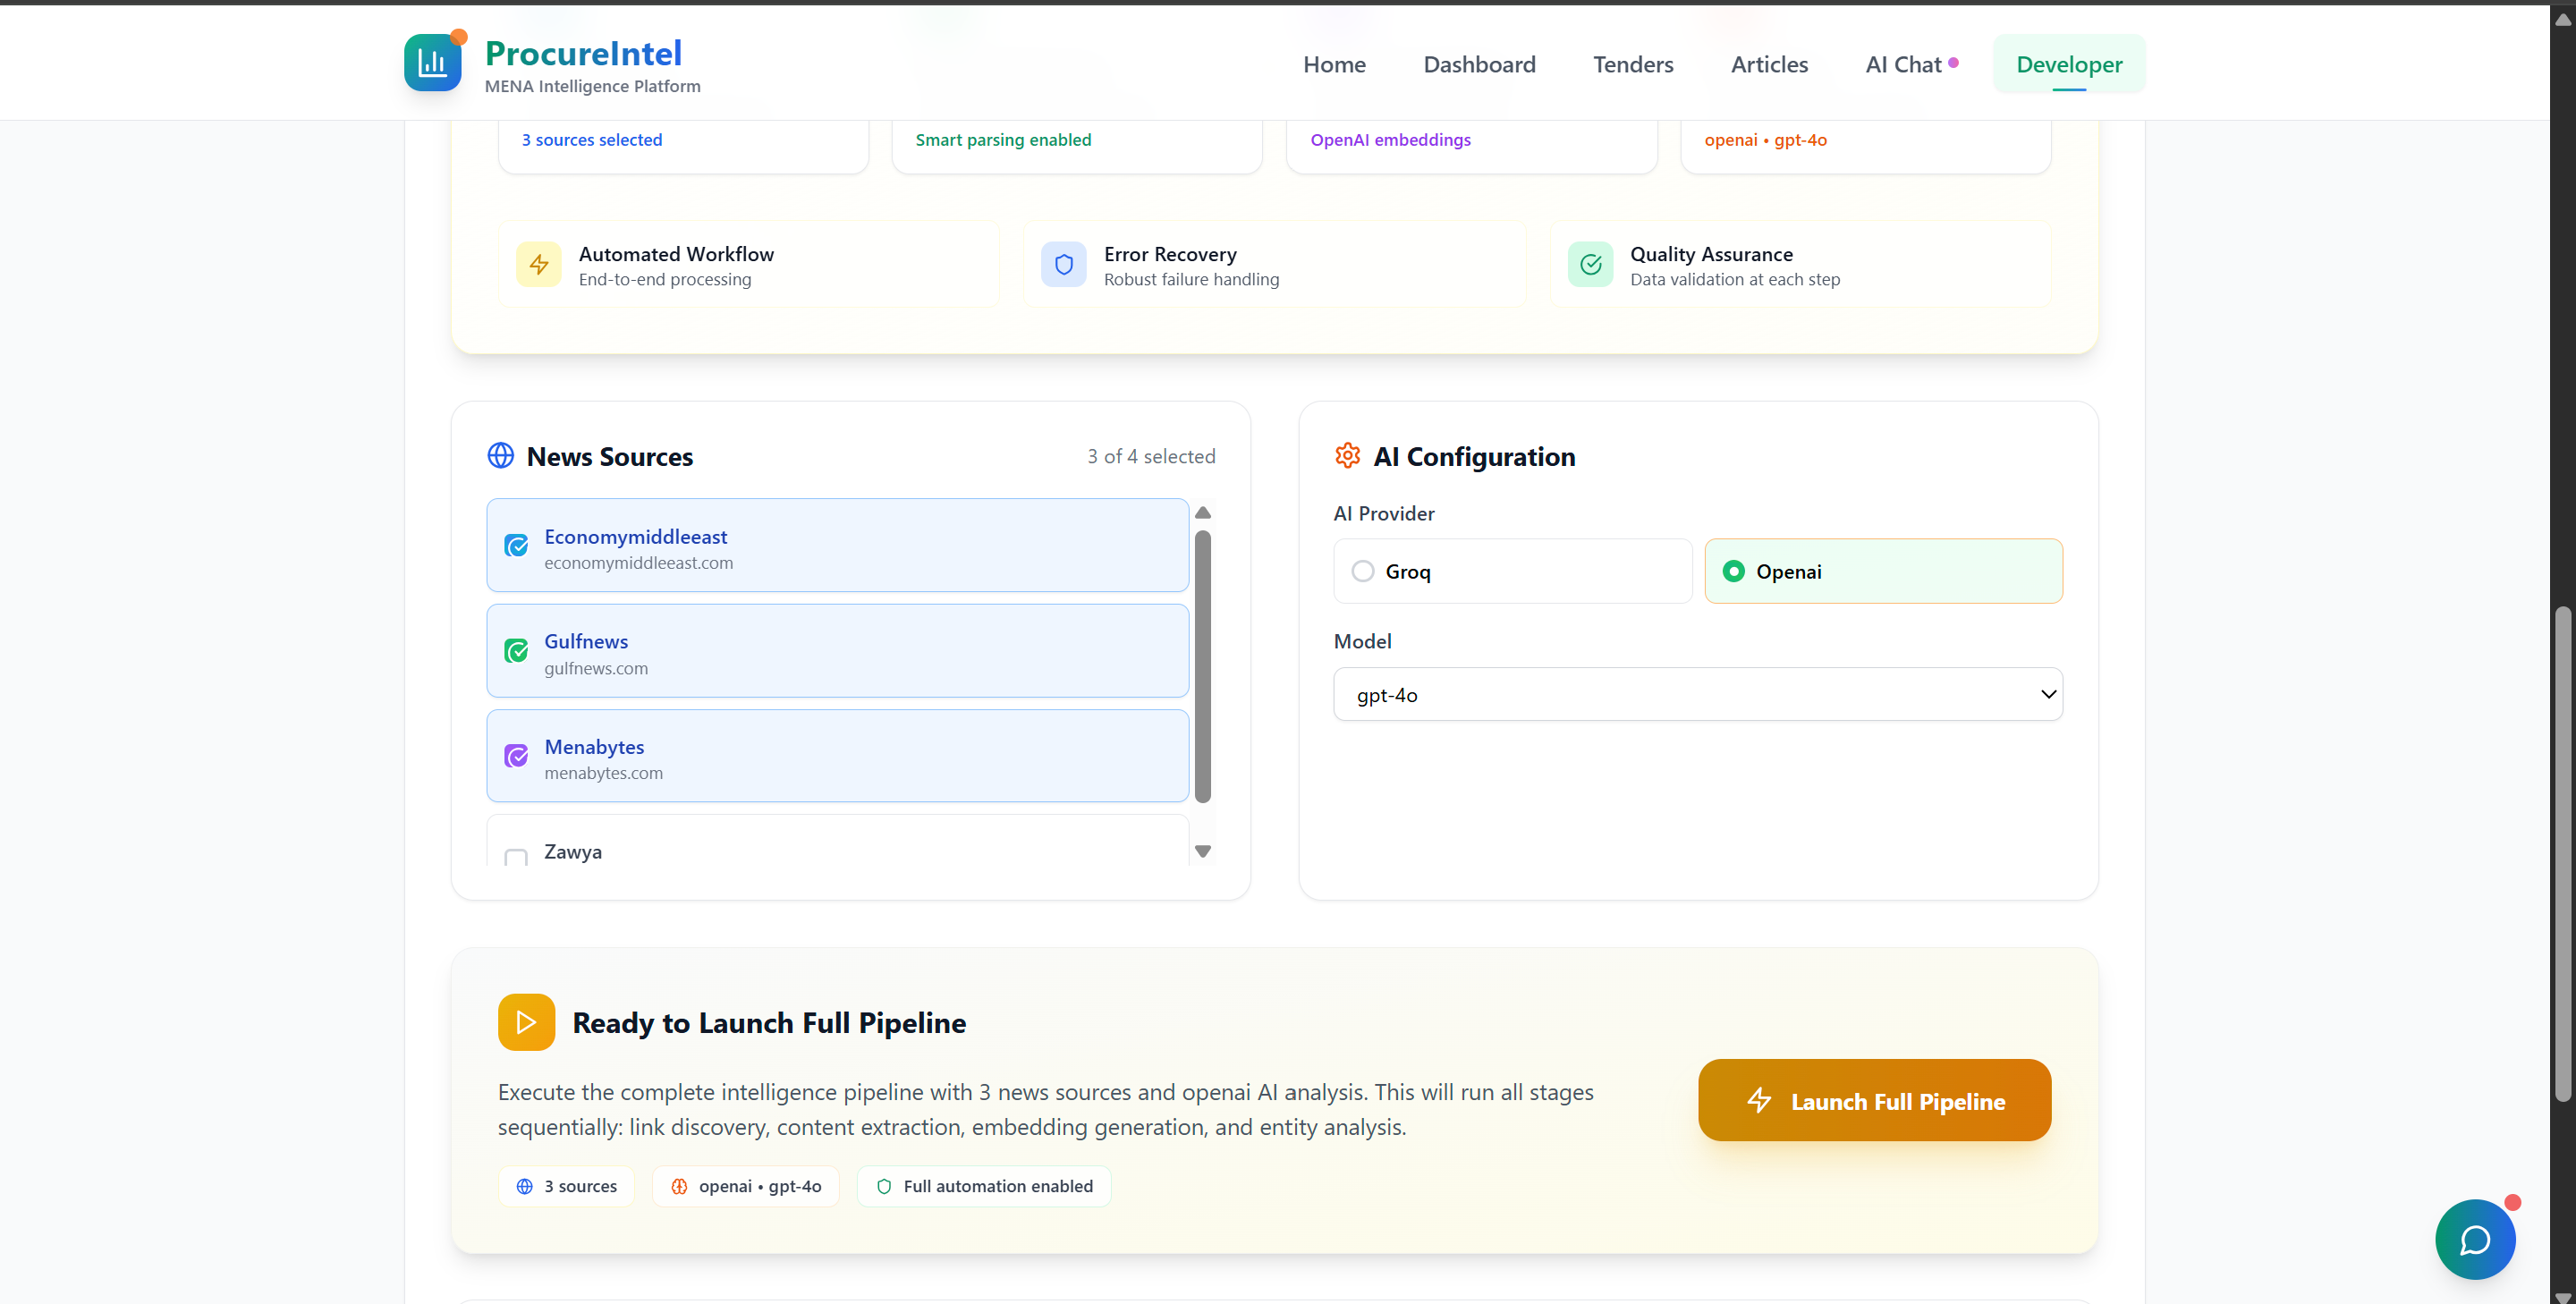 ProcureIntel
MENA Intelligence Platform
Home
Dashboard
Tenders
Articles
AI Chat
Developer
3 sources selected
Smart parsing enabled
OpenAI embeddings
openai • gpt-4o
Automated Workflow
End-to-end processing
Error Recovery
Robust failure handling
Quality Assurance
Data validation at each step
News Sources
3 of 4 selected
Economymiddleeast
economymiddleeast.com
Gulfnews
gulfnews.com
Menabytes
menabytes.com
Zawya
AI Configuration
AI Provider
Groq
Openai
Model
gpt-4o
Ready to Launch Full Pipeline
Execute the complete intelligence pipeline with 3 news sources and openai AI analysis. This will run all stages
sequentially: link discovery, content extraction, embedding generation, and entity analysis.
3 sources
openai • gpt-4o
Full automation enabled
Launch Full Pipeline